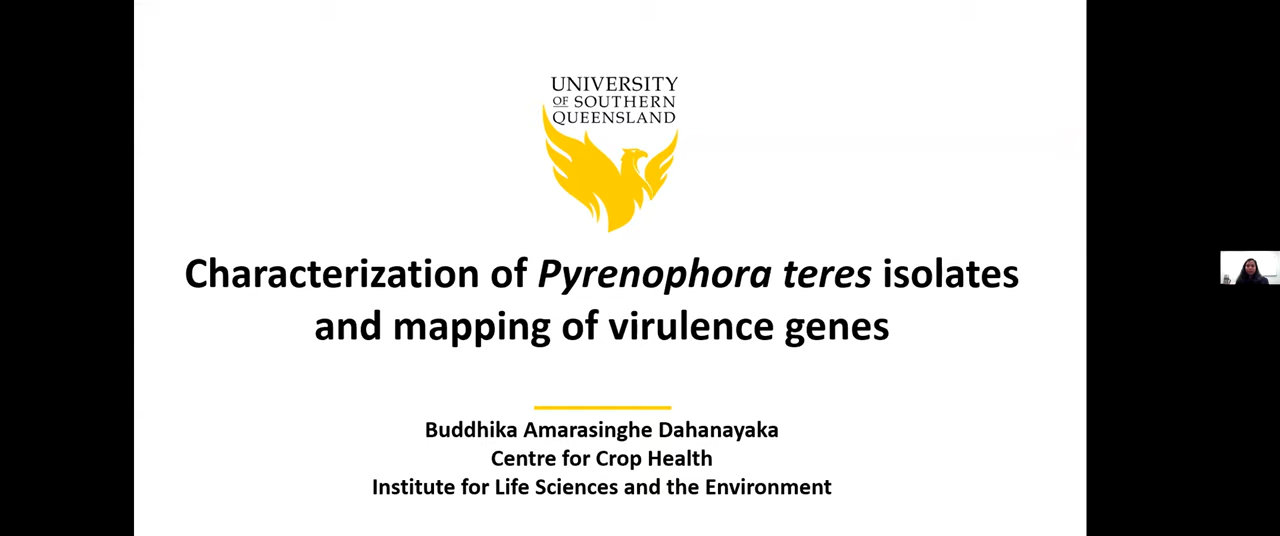 UNIVERSITY
OF SOUTHERN
QUEENSLAND
Characterization of Pyrenophora teres isolates
and mapping of virulence genes
Buddhika Amarasinghe Dahanayaka
Centre for Crop Health
Institute for Life Sciences and the Environment